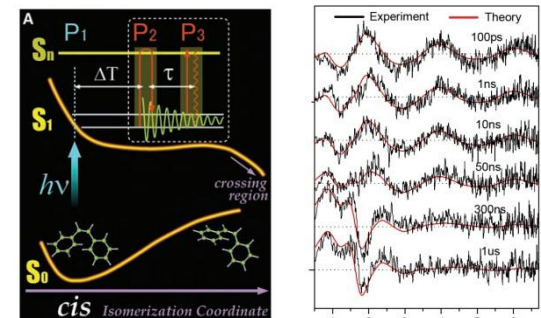 A
Sn P₁ P₂ P₃
ΔT τ
S₁
hν
crossing
region
S₀
cis Isomerization Coordinate
Experiment Theory
100ps
1ns
10ns
50ns
300ns
1us